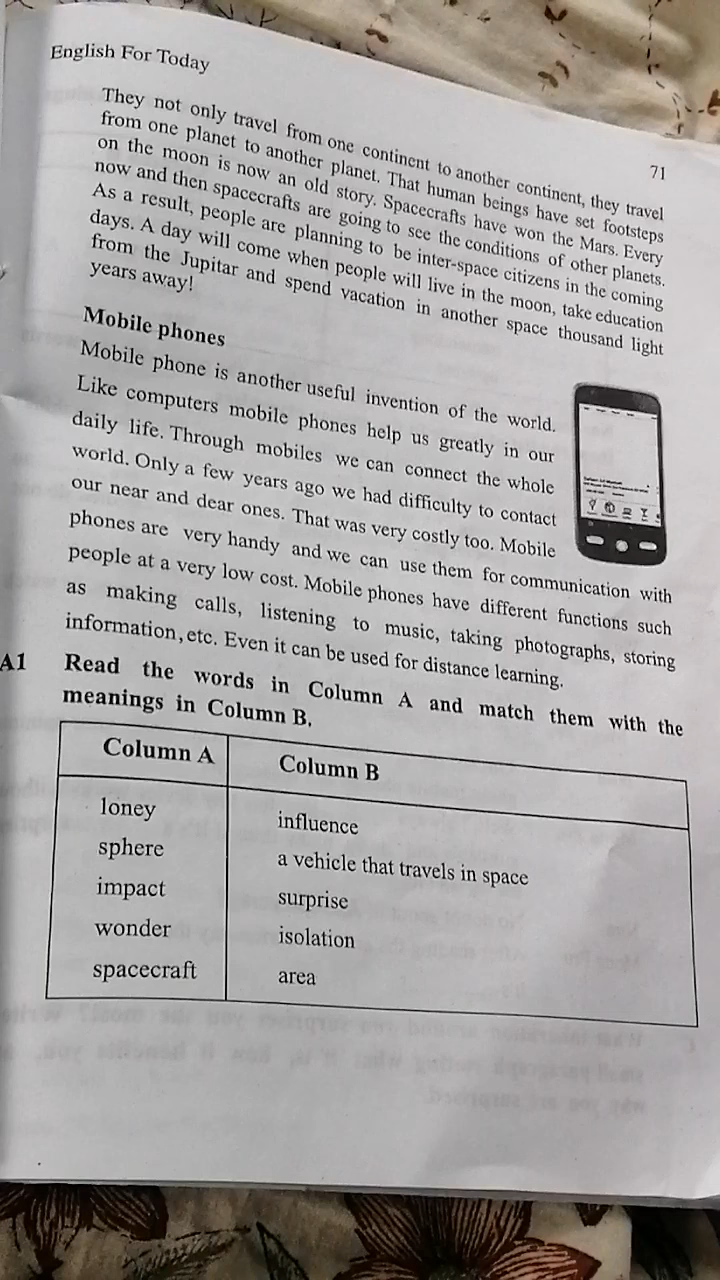 English For Today
71
They not only travel from one continent to another continent, they travel
from one planet to another planet. That human beings have set footsteps
on the moon is now an old story. Spacecrafts have won the Mars. Every
now and then spacecrafts are going to see the conditions of other planets.
As a result, people are planning to be inter-space citizens in the coming
days. A day will come when people will live in the moon, take education
from the Jupitar and spend vacation in another space thousand light
years away!
Mobile phones
Mobile phone is another useful invention of the world.
Like computers mobile phones help us greatly in our
daily life. Through mobiles we can connect the whole
world. Only a few years ago we had difficulty to contact
our near and dear ones. That was very costly too. Mobile
phones are very handy and we can use them for communication with
people at a very low cost. Mobile phones have different functions such
as making calls, listening to music, taking photographs, storing
information, etc. Even it can be used for distance learning.
A1 Read the words in Column A and match them with the
meanings in Column B.
Column A Column B
loney influence
sphere a vehicle that travels in space
impact surprise
wonder isolation
spacecraft area